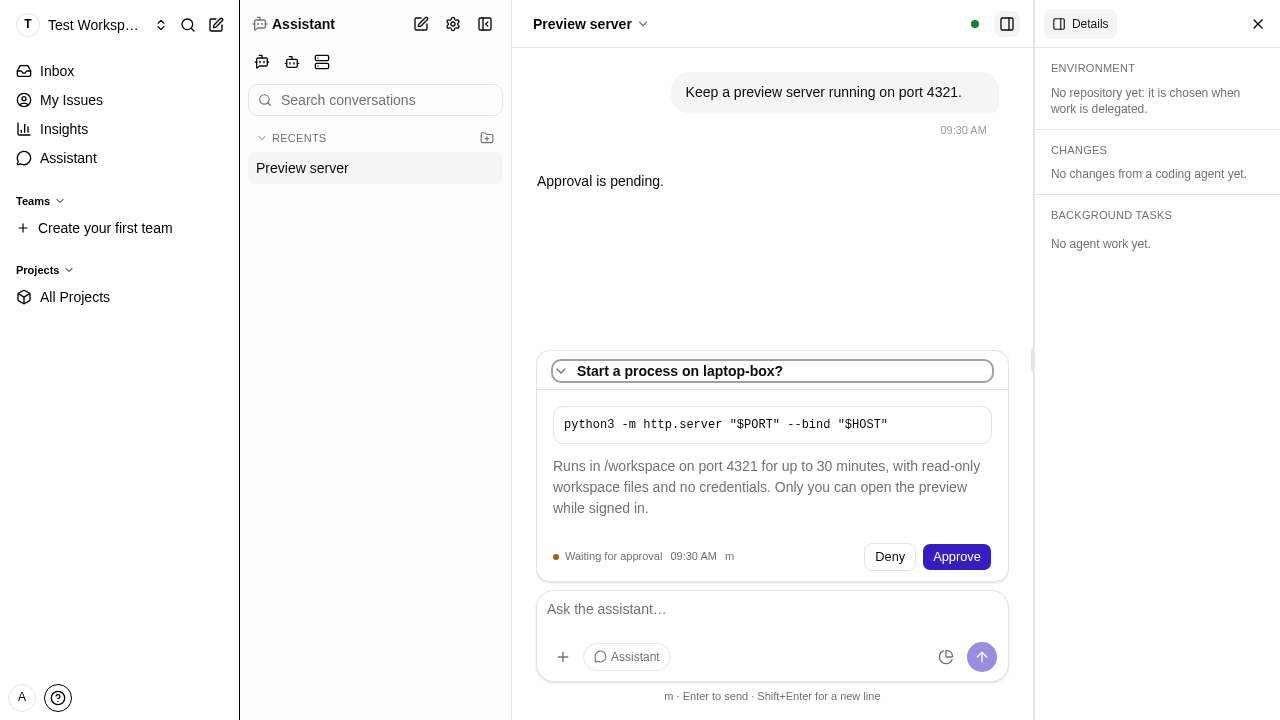 T
Test Worksp…
Inbox
My Issues
Insights
Assistant
Teams
Create your first team
Projects
All Projects
A
Assistant
Search conversations
RECENTS
Preview server
Preview server
Keep a preview server running on port 4321.
09:30 AM
Approval is pending.
Start a process on laptop-box?
python3 -m http.server "$PORT" --bind "$HOST"
Runs in /workspace on port 4321 for up to 30 minutes, with read-only
workspace files and no credentials. Only you can open the preview
while signed in.
Waiting for approval 09:30 AM m
Deny
Approve
Ask the assistant…
Assistant
m · Enter to send · Shift+Enter for a new line
Details
ENVIRONMENT
No repository yet: it is chosen when
work is delegated.
CHANGES
No changes from a coding agent yet.
BACKGROUND TASKS
No agent work yet.